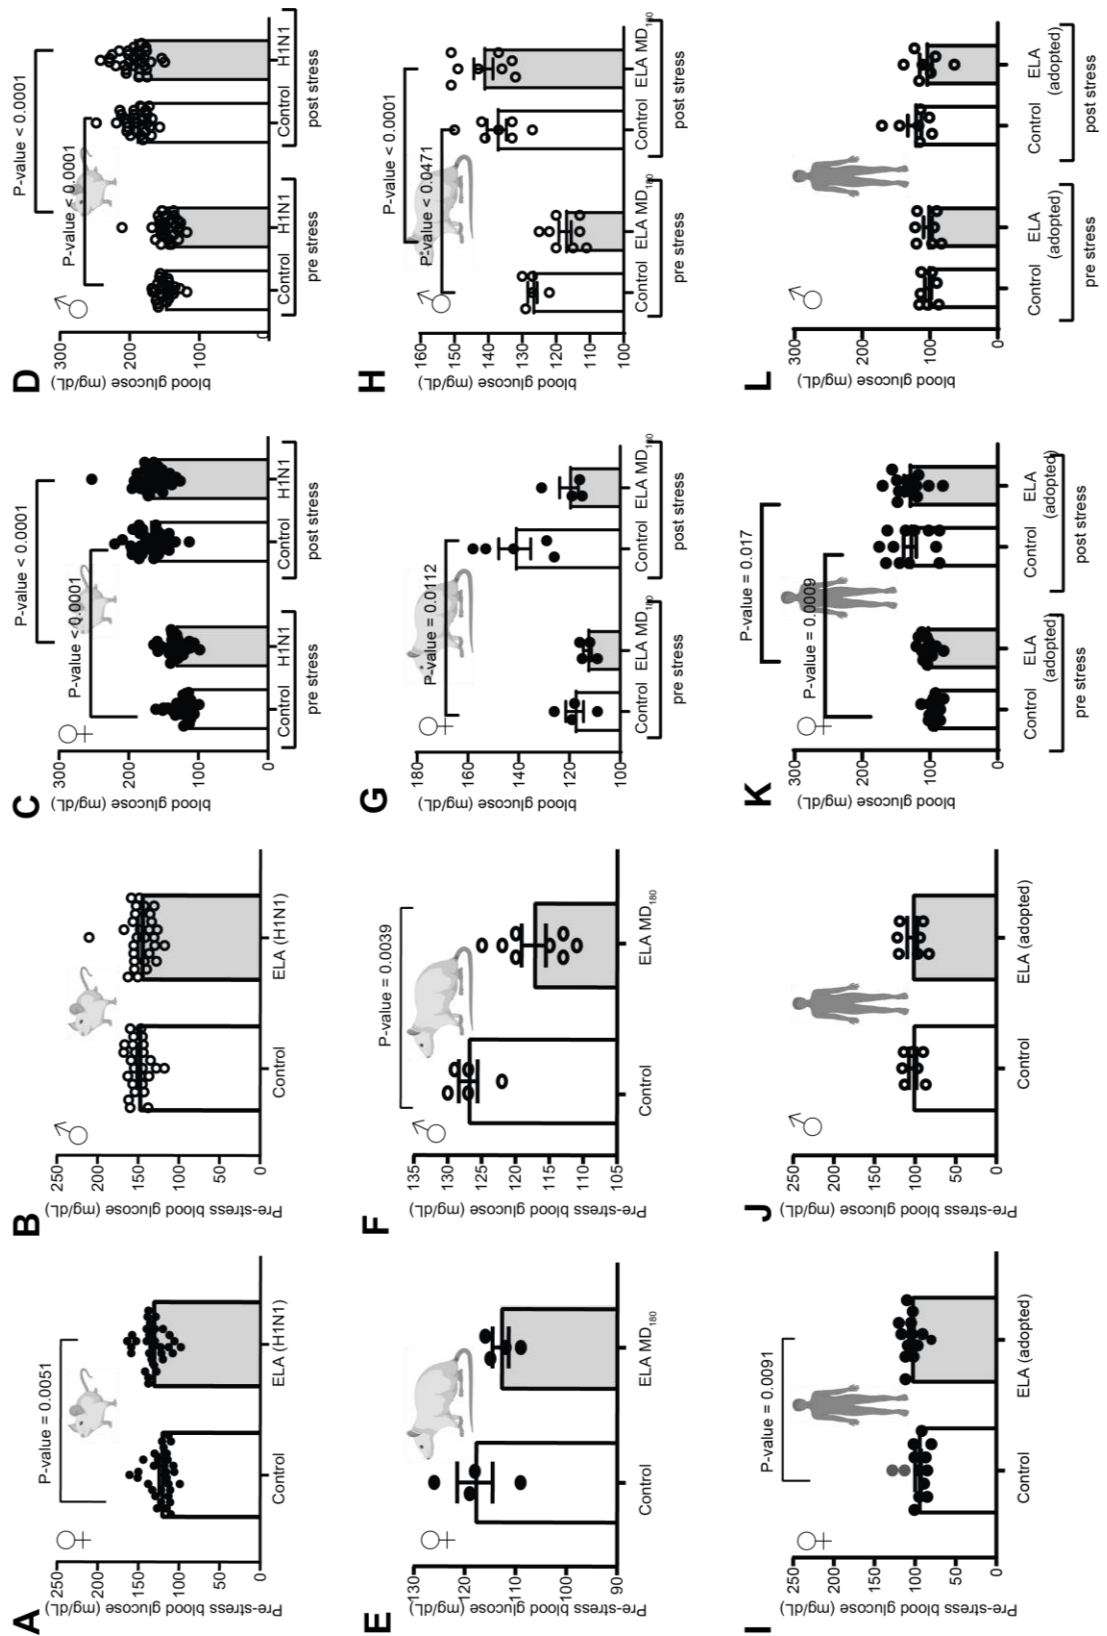 A
Pre-stress blood glucose (mg/dL)
250
200
150
100
50
0
P-value = 0.0051
♀
Control
ELA (H1N1)
B
Pre-stress blood glucose (mg/dL)
250
200
150
100
50
0
♂
Control
ELA (H1N1)
C
blood glucose (mg/dL)
300
200
100
0
P-value < 0.0001
P-value < 0.0001
♀
Control
H1N1
Control
H1N1
pre stress
post stress
D
blood glucose (mg/dL)
300
200
100
0
P-value < 0.0001
P-value < 0.0001
♂
Control
H1N1
Control
H1N1
pre stress
post stress
E
Pre-stress blood glucose (mg/dL)
130
120
110
100
90
♀
Control
ELA MD180
F
Pre-stress blood glucose (mg/dL)
135
130
125
120
115
110
105
P-value = 0.0039
♂
Control
ELA MD180
G
blood glucose (mg/dL)
180
160
140
120
100
P-value = 0.0112
♀
Control
ELA MD180
Control
ELA MD180
pre stress
post stress
H
blood glucose (mg/dL)
160
150
140
130
120
110
100
P-value < 0.0001
P-value < 0.0471
♂
Control
ELA MD180
Control
ELA MD180
pre stress
post stress
I
Pre-stress blood glucose (mg/dL)
250
200
150
100
50
0
P-value = 0.0091
♀
Control
ELA (adopted)
J
Pre-stress blood glucose (mg/dL)
250
200
150
100
50
0
♂
Control
ELA (adopted)
K
blood glucose (mg/dL)
300
200
100
0
P-value = 0.017
P-value = 0.0009
♀
Control
ELA
(adopted)
Control
ELA
(adopted)
pre stress
post stress
L
blood glucose (mg/dL)
300
200
100
0
♂
Control
ELA
(adopted)
Control
ELA
(adopted)
pre stress
post stress